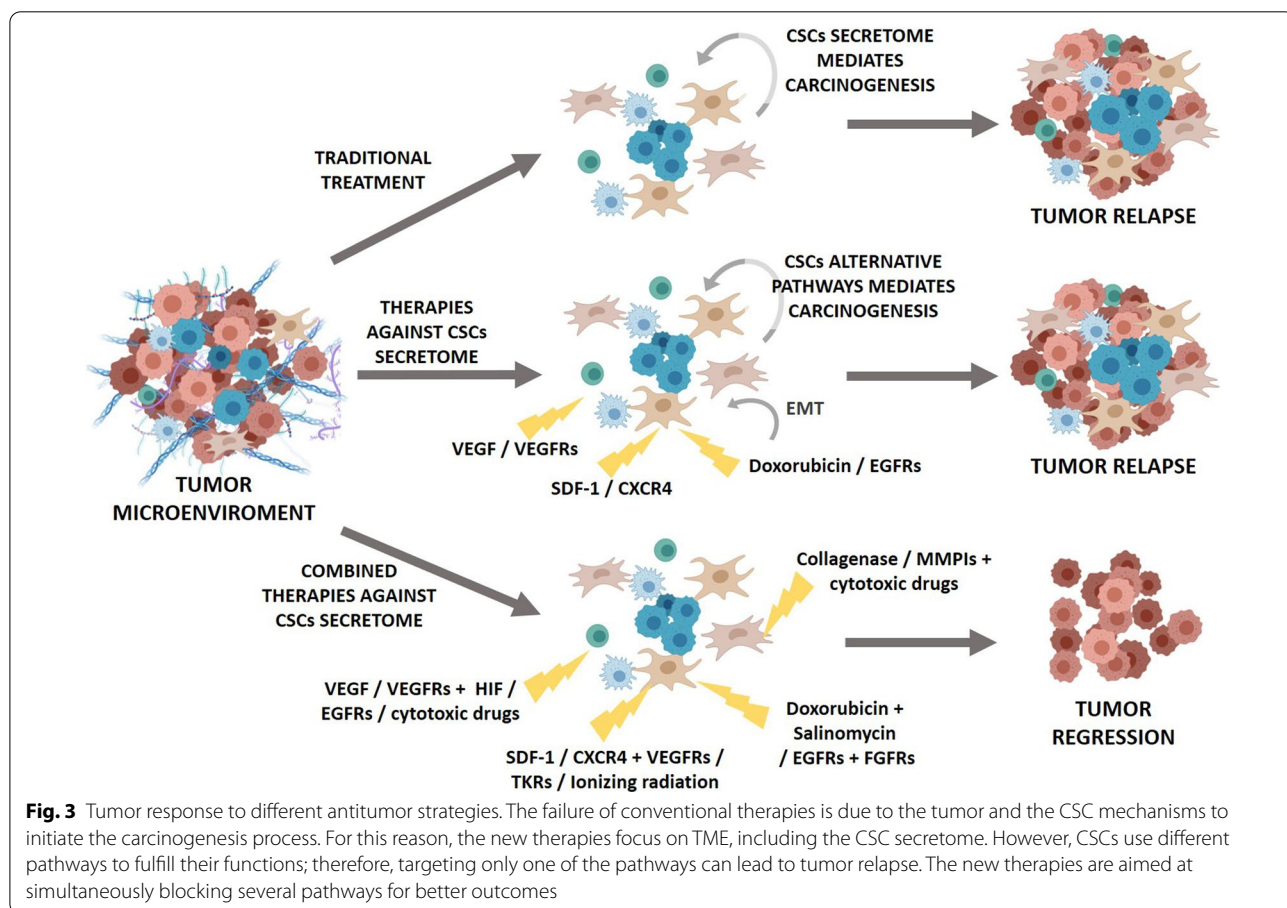 CSCs SECRETOME
MEDIATES
CARCINOGENESIS
TRADITIONAL
TREATMENT
TUMOR RELAPSE
CSCs ALTERNATIVE
PATHWAYS MEDIATES
CARCINOGENESIS
THERAPIES
AGAINST CSCs
SECRETOME
EMT
VEGF / VEGFRs
Doxorubicin / EGFRs
SDF-1 / CXCR4
TUMOR RELAPSE
TUMOR
MICROENVIROMENT
COMBINED
THERAPIES AGAINST
CSCs SECRETOME
Collagenase / MMPIs +
cytotoxic drugs
VEGF / VEGFRs + HIF /
EGFRs / cytotoxic drugs
SDF-1 / CXCR4 + VEGFRs /
TKRs / Ionizing radiation
Doxorubicin +
Salinomycin
/ EGFRs + FGFRs
TUMOR
REGRESSION
Fig. 3 Tumor response to different antitumor strategies. The failure of conventional therapies is due to the tumor and the CSC mechanisms to
initiate the carcinogenesis process. For this reason, the new therapies focus on TME, including the CSC secretome. However, CSCs use different
pathways to fulfill their functions; therefore, targeting only one of the pathways can lead to tumor relapse. The new therapies are aimed at
simultaneously blocking several pathways for better outcomes